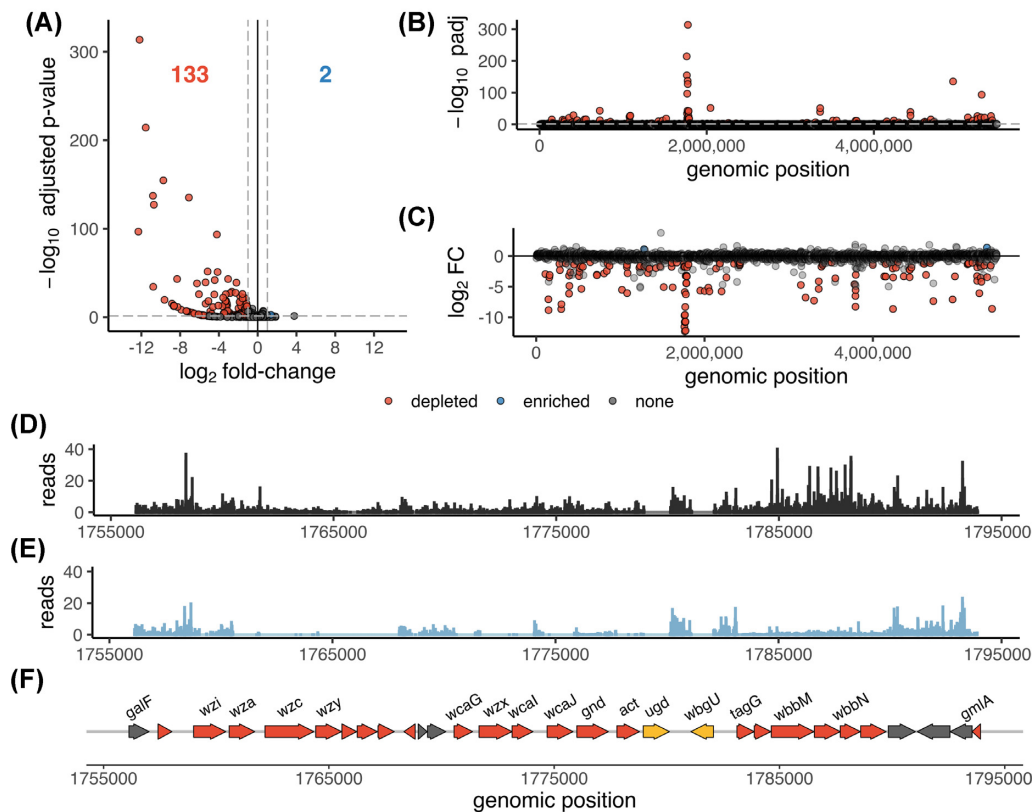 (A)
− log₁₀ adjusted p-value
300
200
100
0
133
2
-12
-8
-4
0
4
8
12
log₂ fold-change
(B)
− log₁₀ padj
300
200
100
0
0
2,000,000
4,000,000
genomic position
(C)
log₂ FC
0
-5
-10
0
2,000,000
4,000,000
genomic position
depleted
enriched
none
(D)
reads
40
20
0
1755000
1765000
1775000
1785000
1795000
(E)
reads
40
20
0
1755000
1765000
1775000
1785000
1795000
(F)
galF
wzi
wza
wzc
wzy
wcaG
wzx
wcaI
wcaJ
gnd
act
ugd
wbgU
tagG
wbbM
wbbN
gmlA
1755000
1765000
1775000
1785000
1795000
genomic position